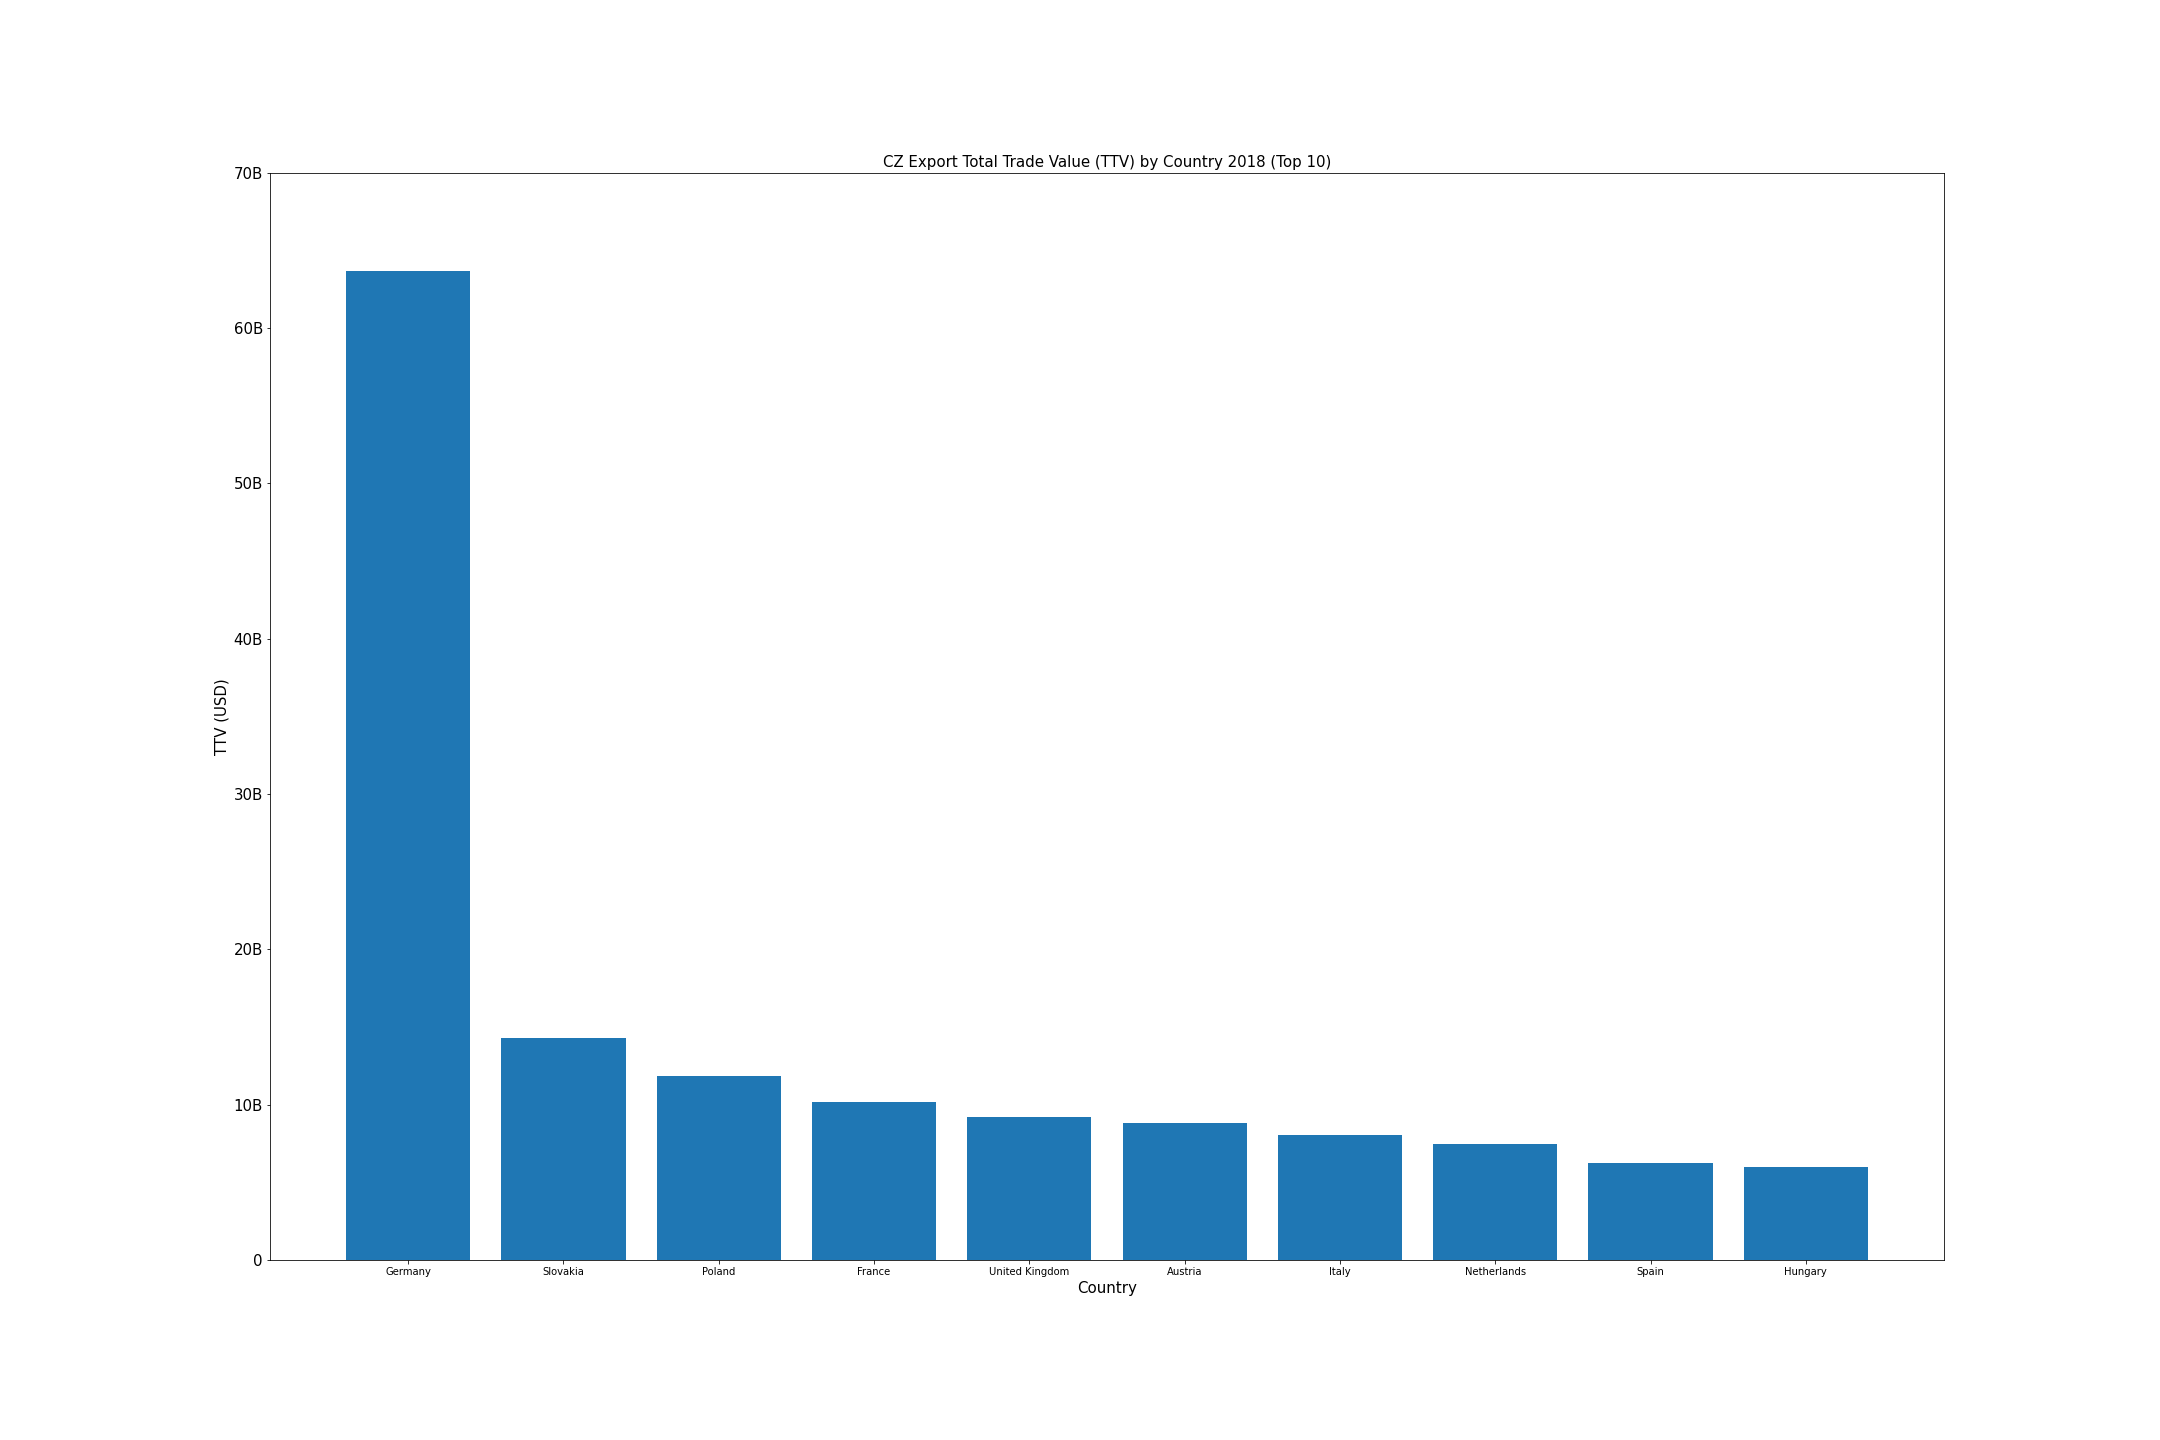 CZ Export Total Trade Value (TTV) by Country 2018 (Top 10)
70B
60B
50B
40B
30B
20B
10B
0
TTV (USD)
Germany Slovakia Poland France United Kingdom Austria Italy Netherlands Spain Hungary
Country